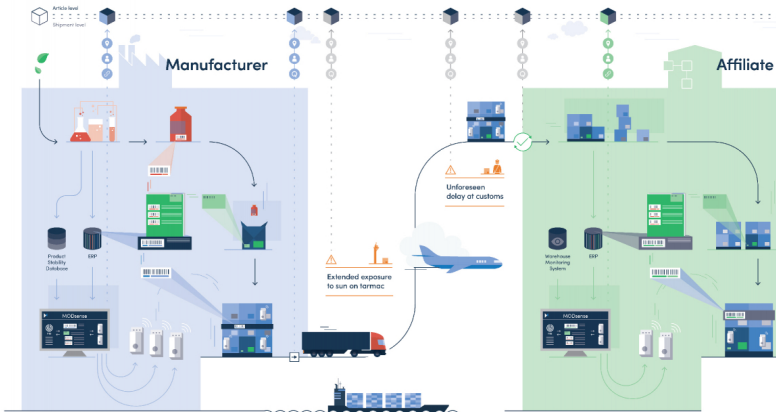 Article level
Shipment level
Manufacturer
Affiliate
Unforeseen
delay at customs
Extended exposure
to sun on tarmac
Product
Stability
Database
ERP
Warehouse
Monitoring
System
ERP
MODsense
MODsense